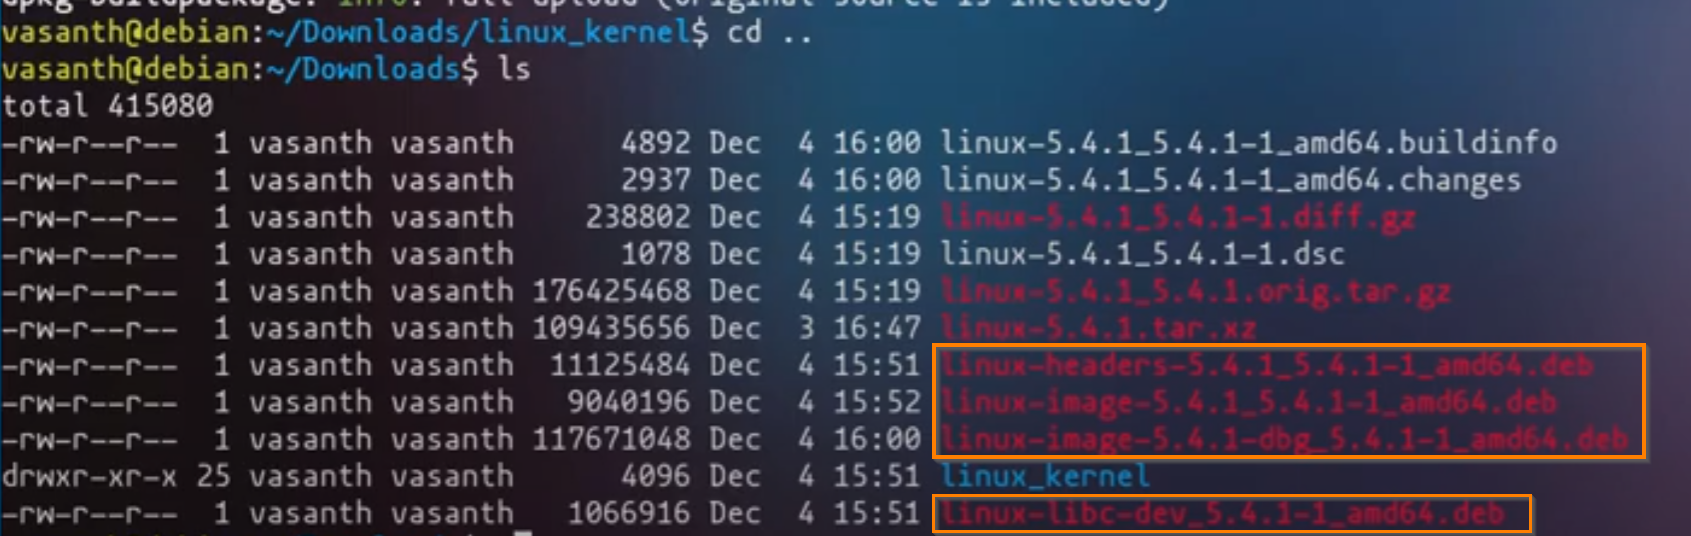 dpkg-buildpackage: info: full upload (original source is included)
vasanth@debian:~/Downloads/linux_kernel$ cd ..
vasanth@debian:~/Downloads$ ls
total 415080
-rw-r--r-- 1 vasanth vasanth 4892 Dec 4 16:00 linux-5.4.1_5.4.1-1_amd64.buildinfo
-rw-r--r-- 1 vasanth vasanth 2937 Dec 4 16:00 linux-5.4.1_5.4.1-1_amd64.changes
-rw-r--r-- 1 vasanth vasanth 238802 Dec 4 15:19 linux-5.4.1_5.4.1-1.diff.gz
-rw-r--r-- 1 vasanth vasanth 1078 Dec 4 15:19 linux-5.4.1_5.4.1-1.dsc
-rw-r--r-- 1 vasanth vasanth 176425468 Dec 4 15:19 linux-5.4.1_5.4.1.orig.tar.gz
-rw-r--r-- 1 vasanth vasanth 109435656 Dec 3 16:47 linux-5.4.1.tar.xz
-rw-r--r-- 1 vasanth vasanth 11125484 Dec 4 15:51 linux-headers-5.4.1_5.4.1-1_amd64.deb
-rw-r--r-- 1 vasanth vasanth 9040196 Dec 4 15:52 linux-image-5.4.1_5.4.1-1_amd64.deb
-rw-r--r-- 1 vasanth vasanth 117671048 Dec 4 16:00 linux-image-5.4.1-dbg_5.4.1-1_amd64.deb
drwxr-xr-x 25 vasanth vasanth 4096 Dec 4 15:51 linux_kernel
-rw-r--r-- 1 vasanth vasanth 1066916 Dec 4 15:51 linux-libc-dev_5.4.1-1_amd64.deb